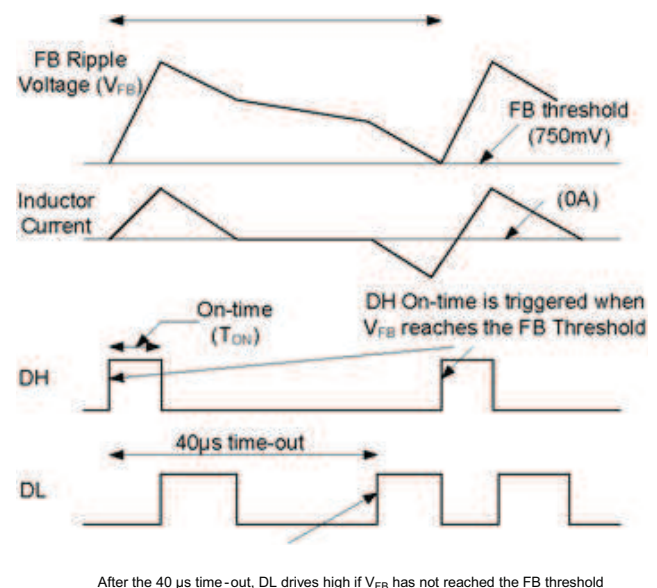 FB Ripple
Voltage (VFB)
FB threshold
(750mV)
Inductor
Current
(0A)
On-time
(TON)
DH On-time is triggered when
VFB reaches the FB Threshold
DH
40µs time-out
DL
After the 40 µs time-out, DL drives high if VFB has not reached the FB threshold